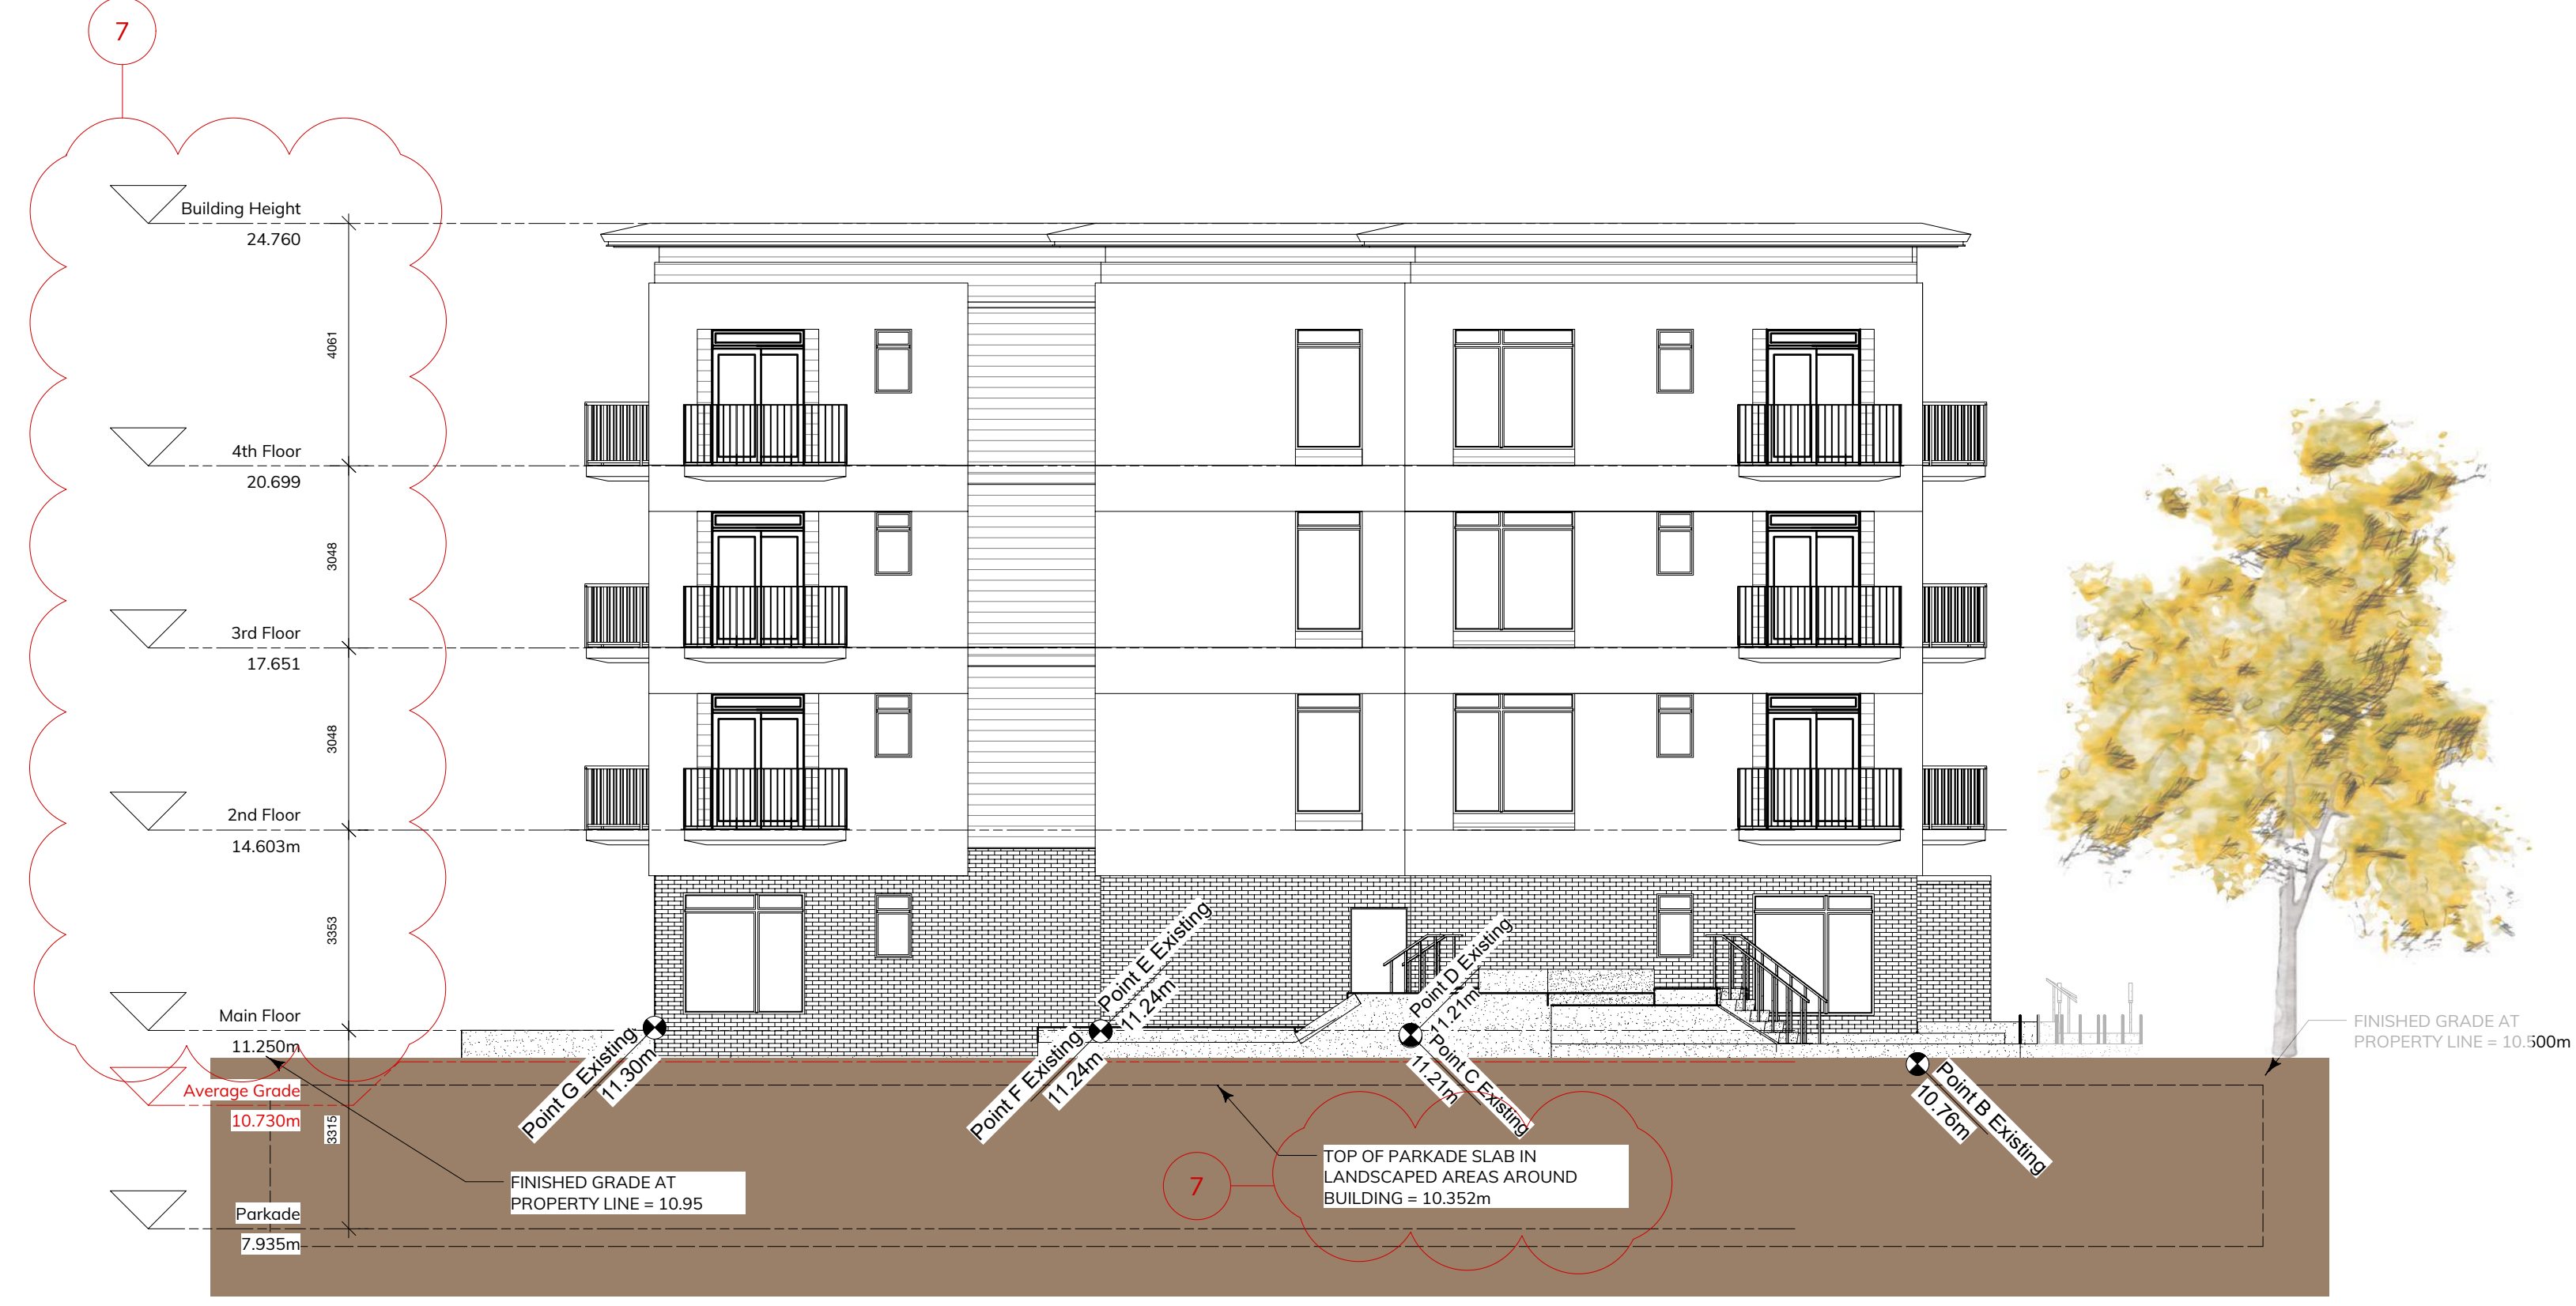 7
Building Height
24.760
4061
4th Floor
20.699
3048
3rd Floor
17.651
3048
2nd Floor
14.603m
3353
Main Floor
11.250m
Average Grade
10.730m
3315
Parkade
7.935m
FINISHED GRADE AT
PROPERTY LINE = 10.95
Point G Existing
11.30m
Point F Existing
11.24m
Point E Existing
11.24m
Point D Existing
11.21m
Point C Existing
11.21m
Point B Existing
10.76m
7
TOP OF PARKADE SLAB IN
LANDSCAPED AREAS AROUND
BUILDING = 10.352m
FINISHED GRADE AT
PROPERTY LINE = 10.500m